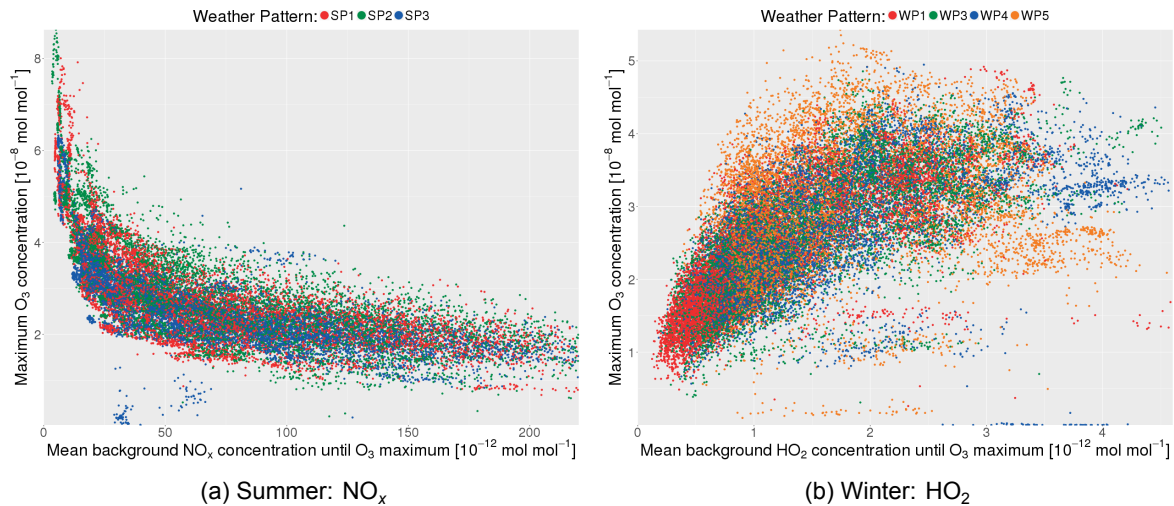 Weather Pattern: SP1 SP2 SP3
Maximum O₃ concentration [10⁻⁸ mol mol⁻¹]
8
6
4
2
0 50 100 150 200
Mean background NOₓ concentration until O₃ maximum [10⁻¹² mol mol⁻¹]
(a) Summer: NOₓ
Weather Pattern: WP1 WP3 WP4 WP5
Maximum O₃ concentration [10⁻⁸ mol mol⁻¹]
5
4
3
2
1
1 2 3 4
Mean background HO₂ concentration until O₃ maximum [10⁻¹² mol mol⁻¹]
(b) Winter: HO₂